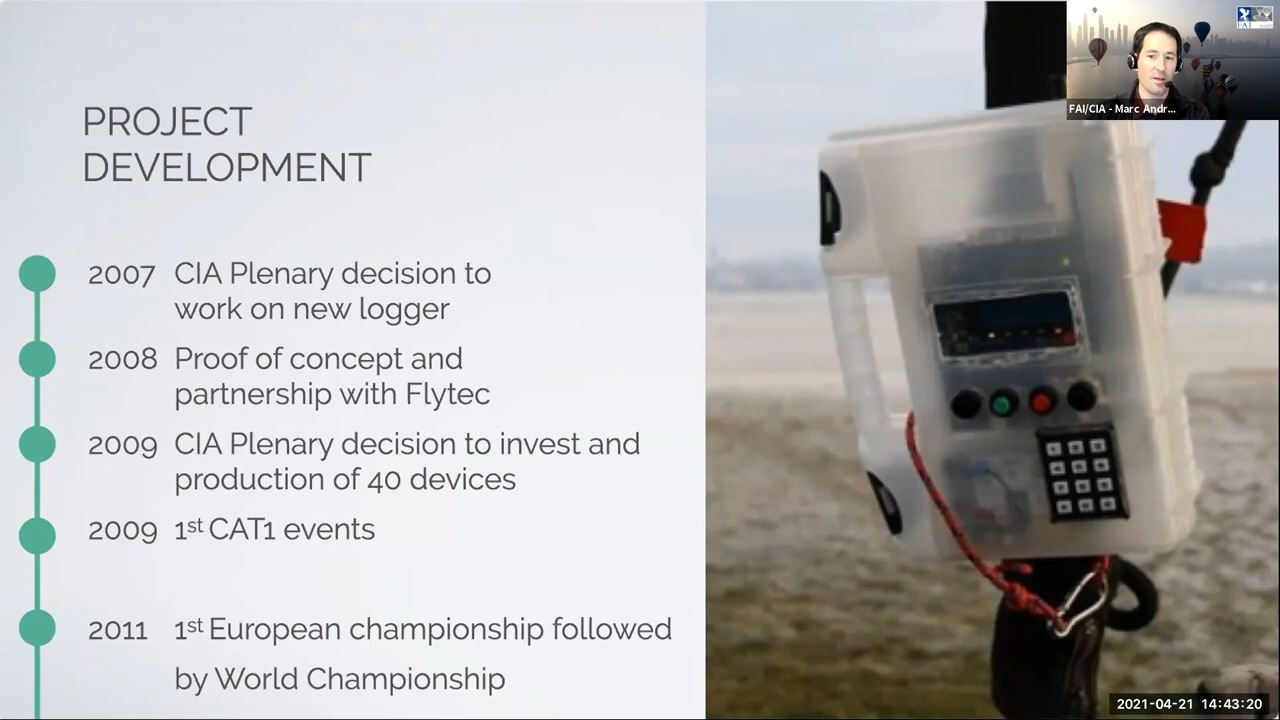 PROJECT
DEVELOPMENT
2007 CIA Plenary decision to
work on new logger
2008 Proof of concept and
partnership with Flytec
2009 CIA Plenary decision to invest and
production of 40 devices
2009 1st CAT1 events
2011 1st European championship followed
by World Championship
FAI
FAI/CIA - Marc Andr...
2021-04-21 14:43:20